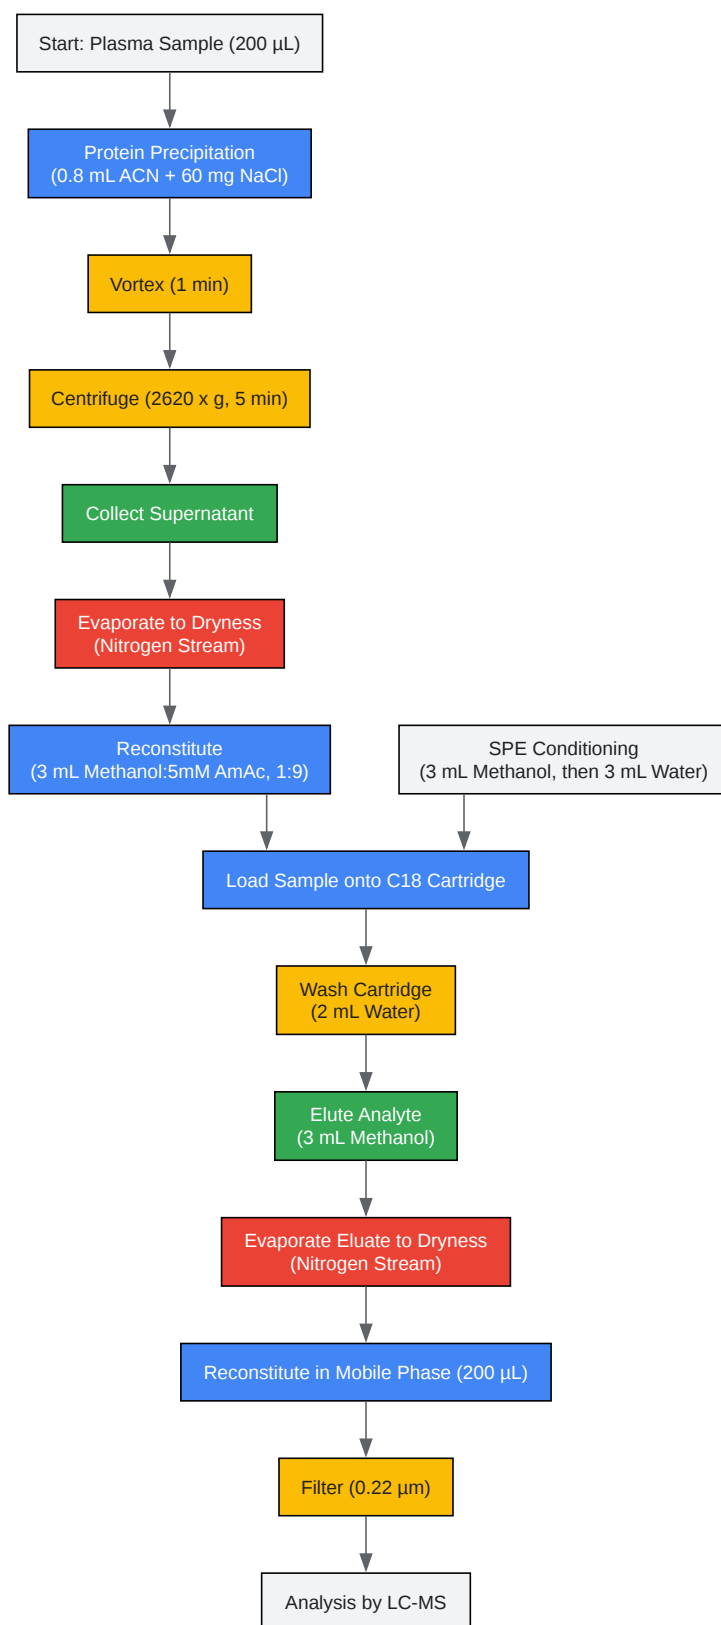 Start: Plasma Sample (200 µL)
Protein Precipitation
(0.8 mL ACN + 60 mg NaCl)
Vortex (1 min)
Centrifuge (2620 x g, 5 min)
Collect Supernatant
Evaporate to Dryness
(Nitrogen Stream)
Reconstitute
(3 mL Methanol:5mM AmAc, 1:9)
SPE Conditioning
(3 mL Methanol, then 3 mL Water)
Load Sample onto C18 Cartridge
Wash Cartridge
(2 mL Water)
Elute Analyte
(3 mL Methanol)
Evaporate Eluate to Dryness
(Nitrogen Stream)
Reconstitute in Mobile Phase (200 µL)
Filter (0.22 µm)
Analysis by LC-MS